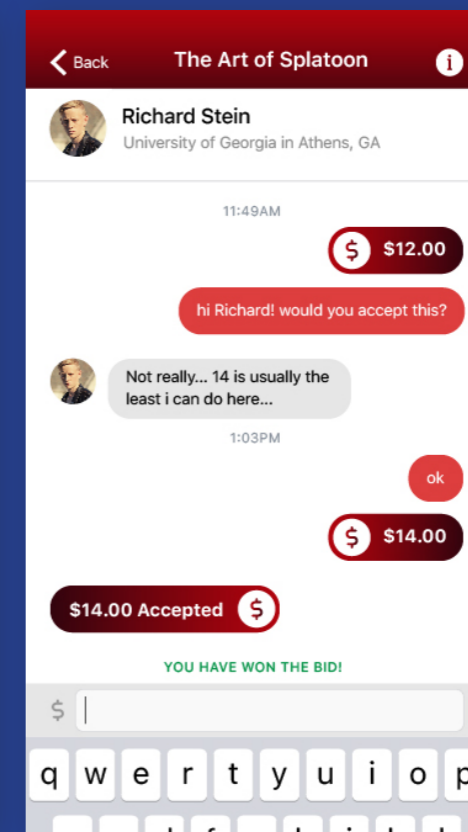 Back
The Art of Splatoon
i
Richard Stein
University of Georgia in Athens, GA
11:49AM
$ $12.00
hi Richard! would you accept this?
Not really... 14 is usually the
least i can do here...
1:03PM
ok
$ $14.00
$14.00 Accepted $
YOU HAVE WON THE BID!
$
q w e r t y u i o p